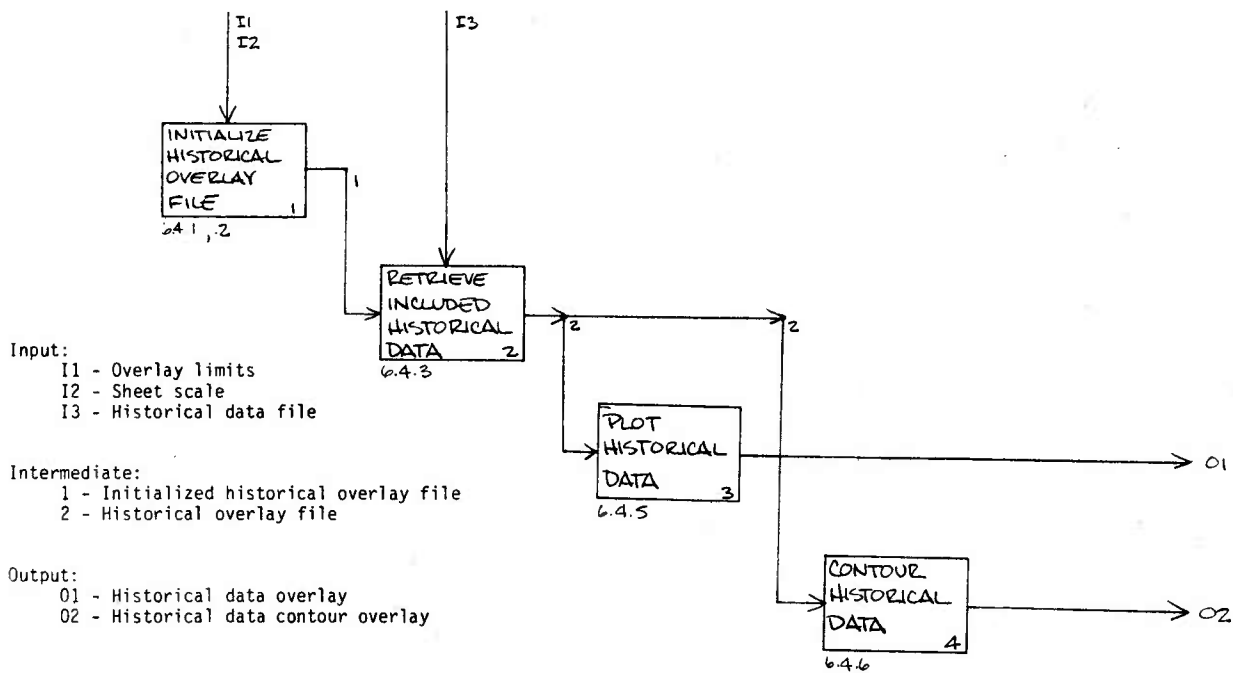 I1
I2
I3
INITIALIZE
HISTORICAL
OVERLAY
FILE
1
6.4.1, .2
1
RETRIEVE
INCLUDED
HISTORICAL
DATA 2
6.4.3
2
2
Input:
I1 - Overlay limits
I2 - Sheet scale
I3 - Historical data file
PLOT
HISTORICAL
DATA
3
6.4.5
O1
Intermediate:
1 - Initialized historical overlay file
2 - Historical overlay file
Output:
O1 - Historical data overlay
O2 - Historical data contour overlay
CONTOUR
HISTORICAL
DATA
4
6.4.6
O2